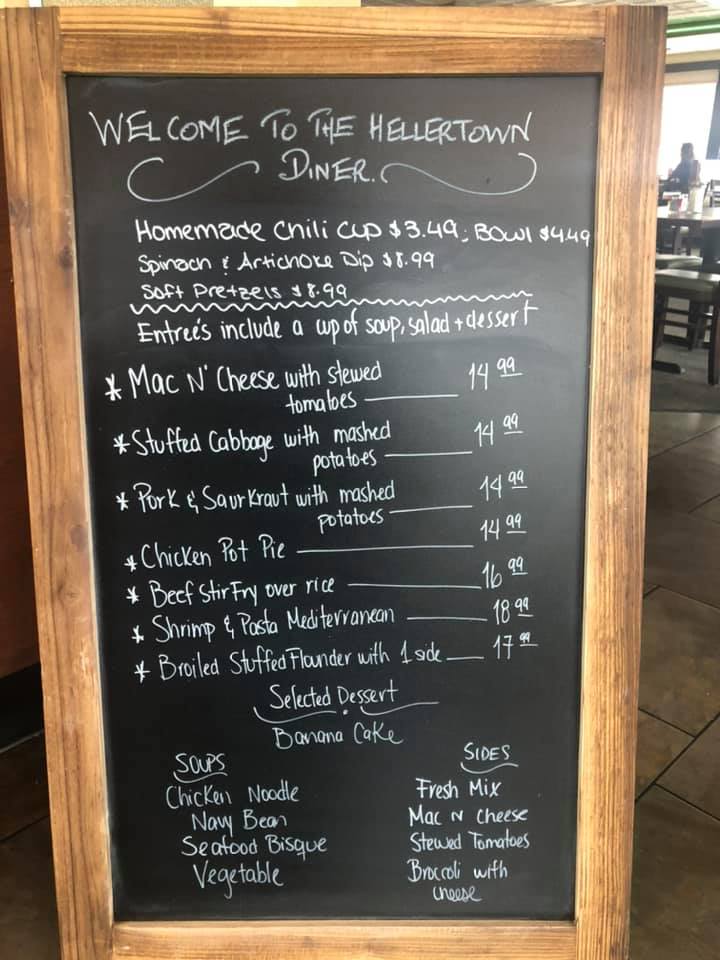 WELCOME TO THE HELLERTOWN
DINER.
Homemade Chili Cup $3.49; Bowl $4.49
Spinach & Artichoke Dip $8.99
Soft Pretzels $8.99
Entree's include a cup of soup, salad + dessert
* Mac N' Cheese with stewed
tomatoes 14 99
* Stuffed Cabbage with mashed
potatoes 14 99
* Pork & Saurkraut with mashed
potatoes 14 99
* Chicken Pot Pie 14 99
* Beef Stir Fry over rice 16 99
* Shrimp & Pasta Mediterranean 18 99
* Broiled Stuffed Flounder with 1 side 17 99
Selected Dessert
Banana Cake
SOUPS
Chicken Noodle
Navy Bean
Seafood Bisque
Vegetable
SIDES
Fresh Mix
Mac N Cheese
Stewed Tomatoes
Broccoli with
cheese